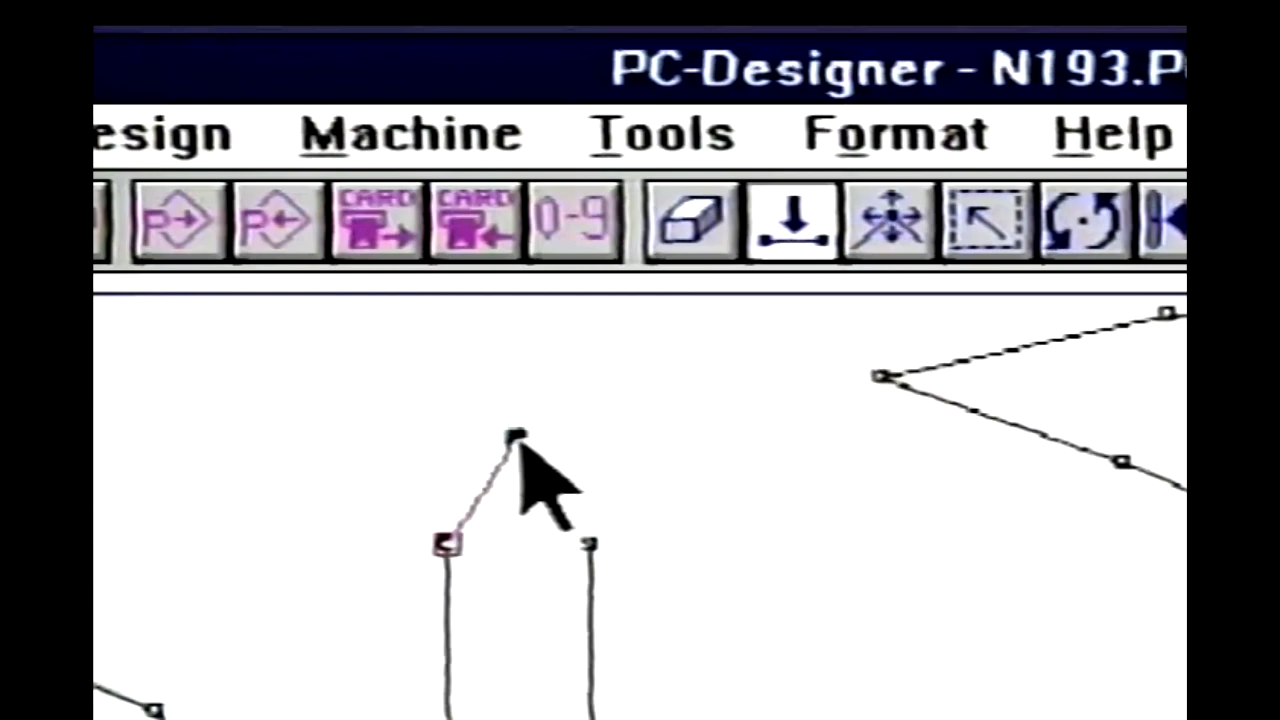 PC-Designer - N193.P
esign Machine Tools Format Help
P P CARD CARD 0-9